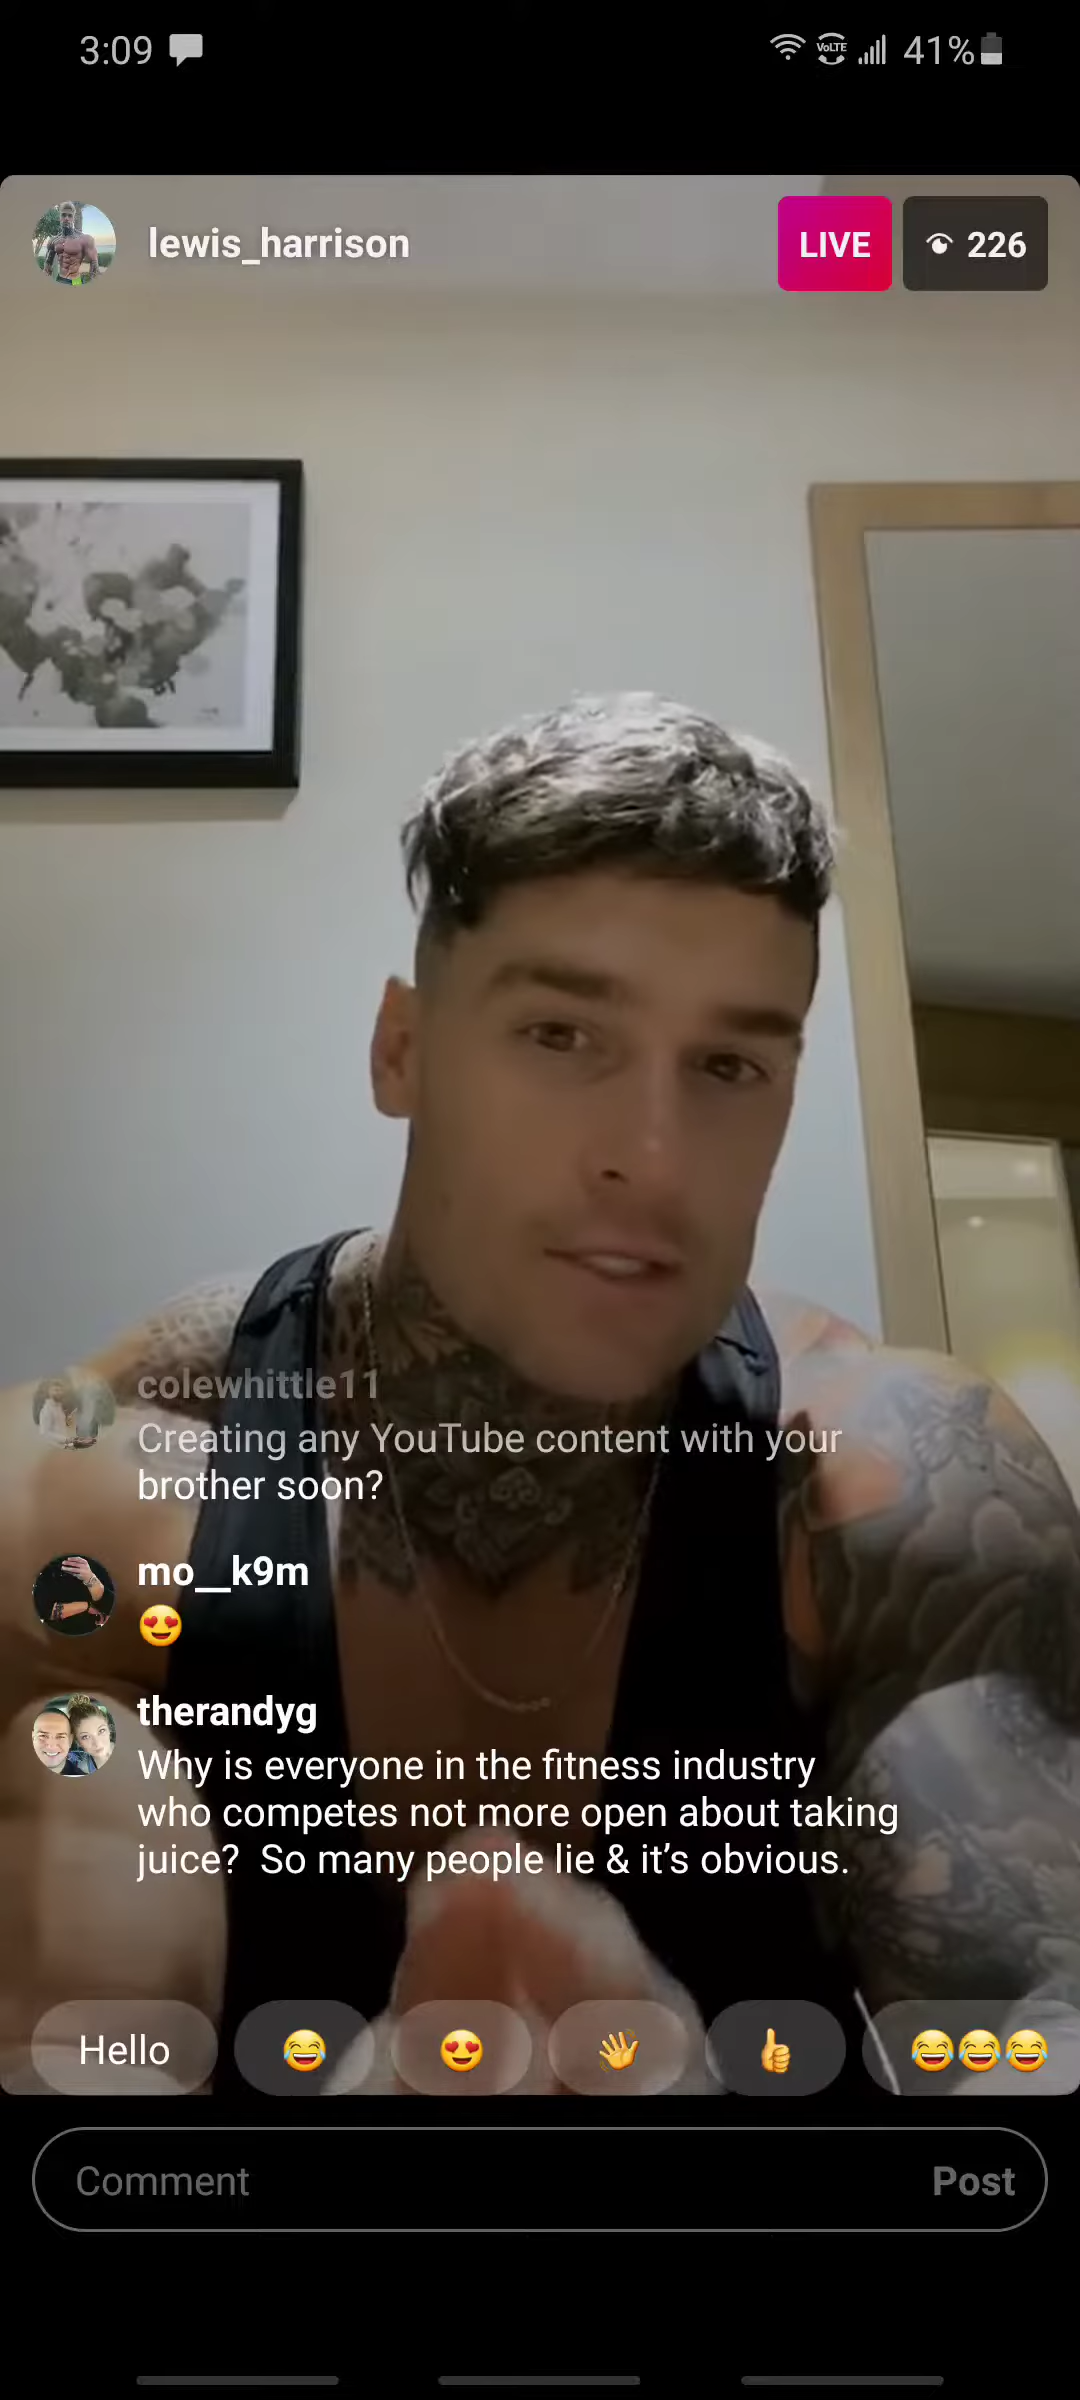 3:09
VoLTE
41%
lewis_harrison
LIVE
226
colewhittle11
Creating any YouTube content with your
brother soon?
mo__k9m
😍
therandyg
Why is everyone in the fitness industry
who competes not more open about taking
juice?  So many people lie & it's obvious.
Hello 😂 😍 👋 👍 😂😂😂
Comment
Post